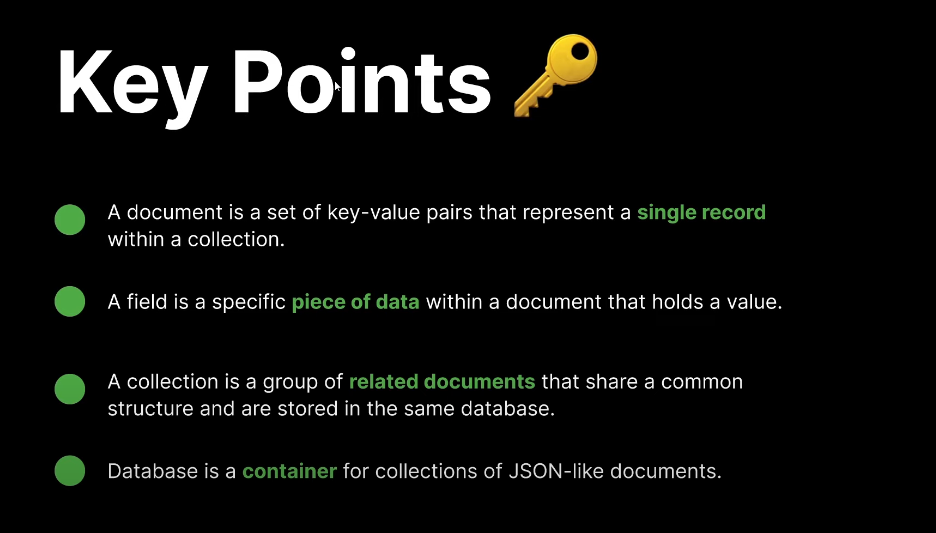 Key Points
A document is a set of key-value pairs that represent a single record
within a collection.
A field is a specific piece of data within a document that holds a value.
A collection is a group of related documents that share a common
structure and are stored in the same database.
Database is a container for collections of JSON-like documents.